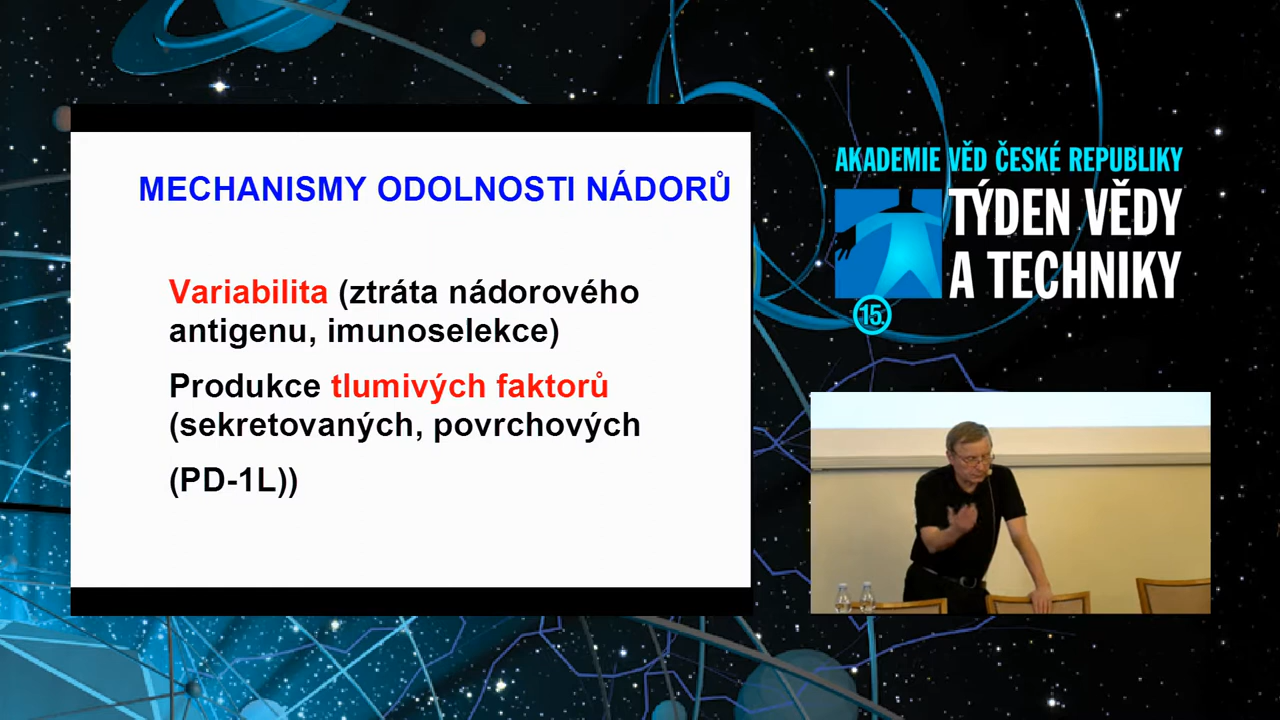 MECHANISMY ODOLNOSTI NÁDORŮ
Variabilita (ztráta nádorového
antigenu, imunoselekce)
Produkce tlumivých faktorů
(sekretovaných, povrchových
(PD-1L))
AKADEMIE VĚD ČESKÉ REPUBLIKY
TÝDEN VĚDY
A TECHNIKY
15.